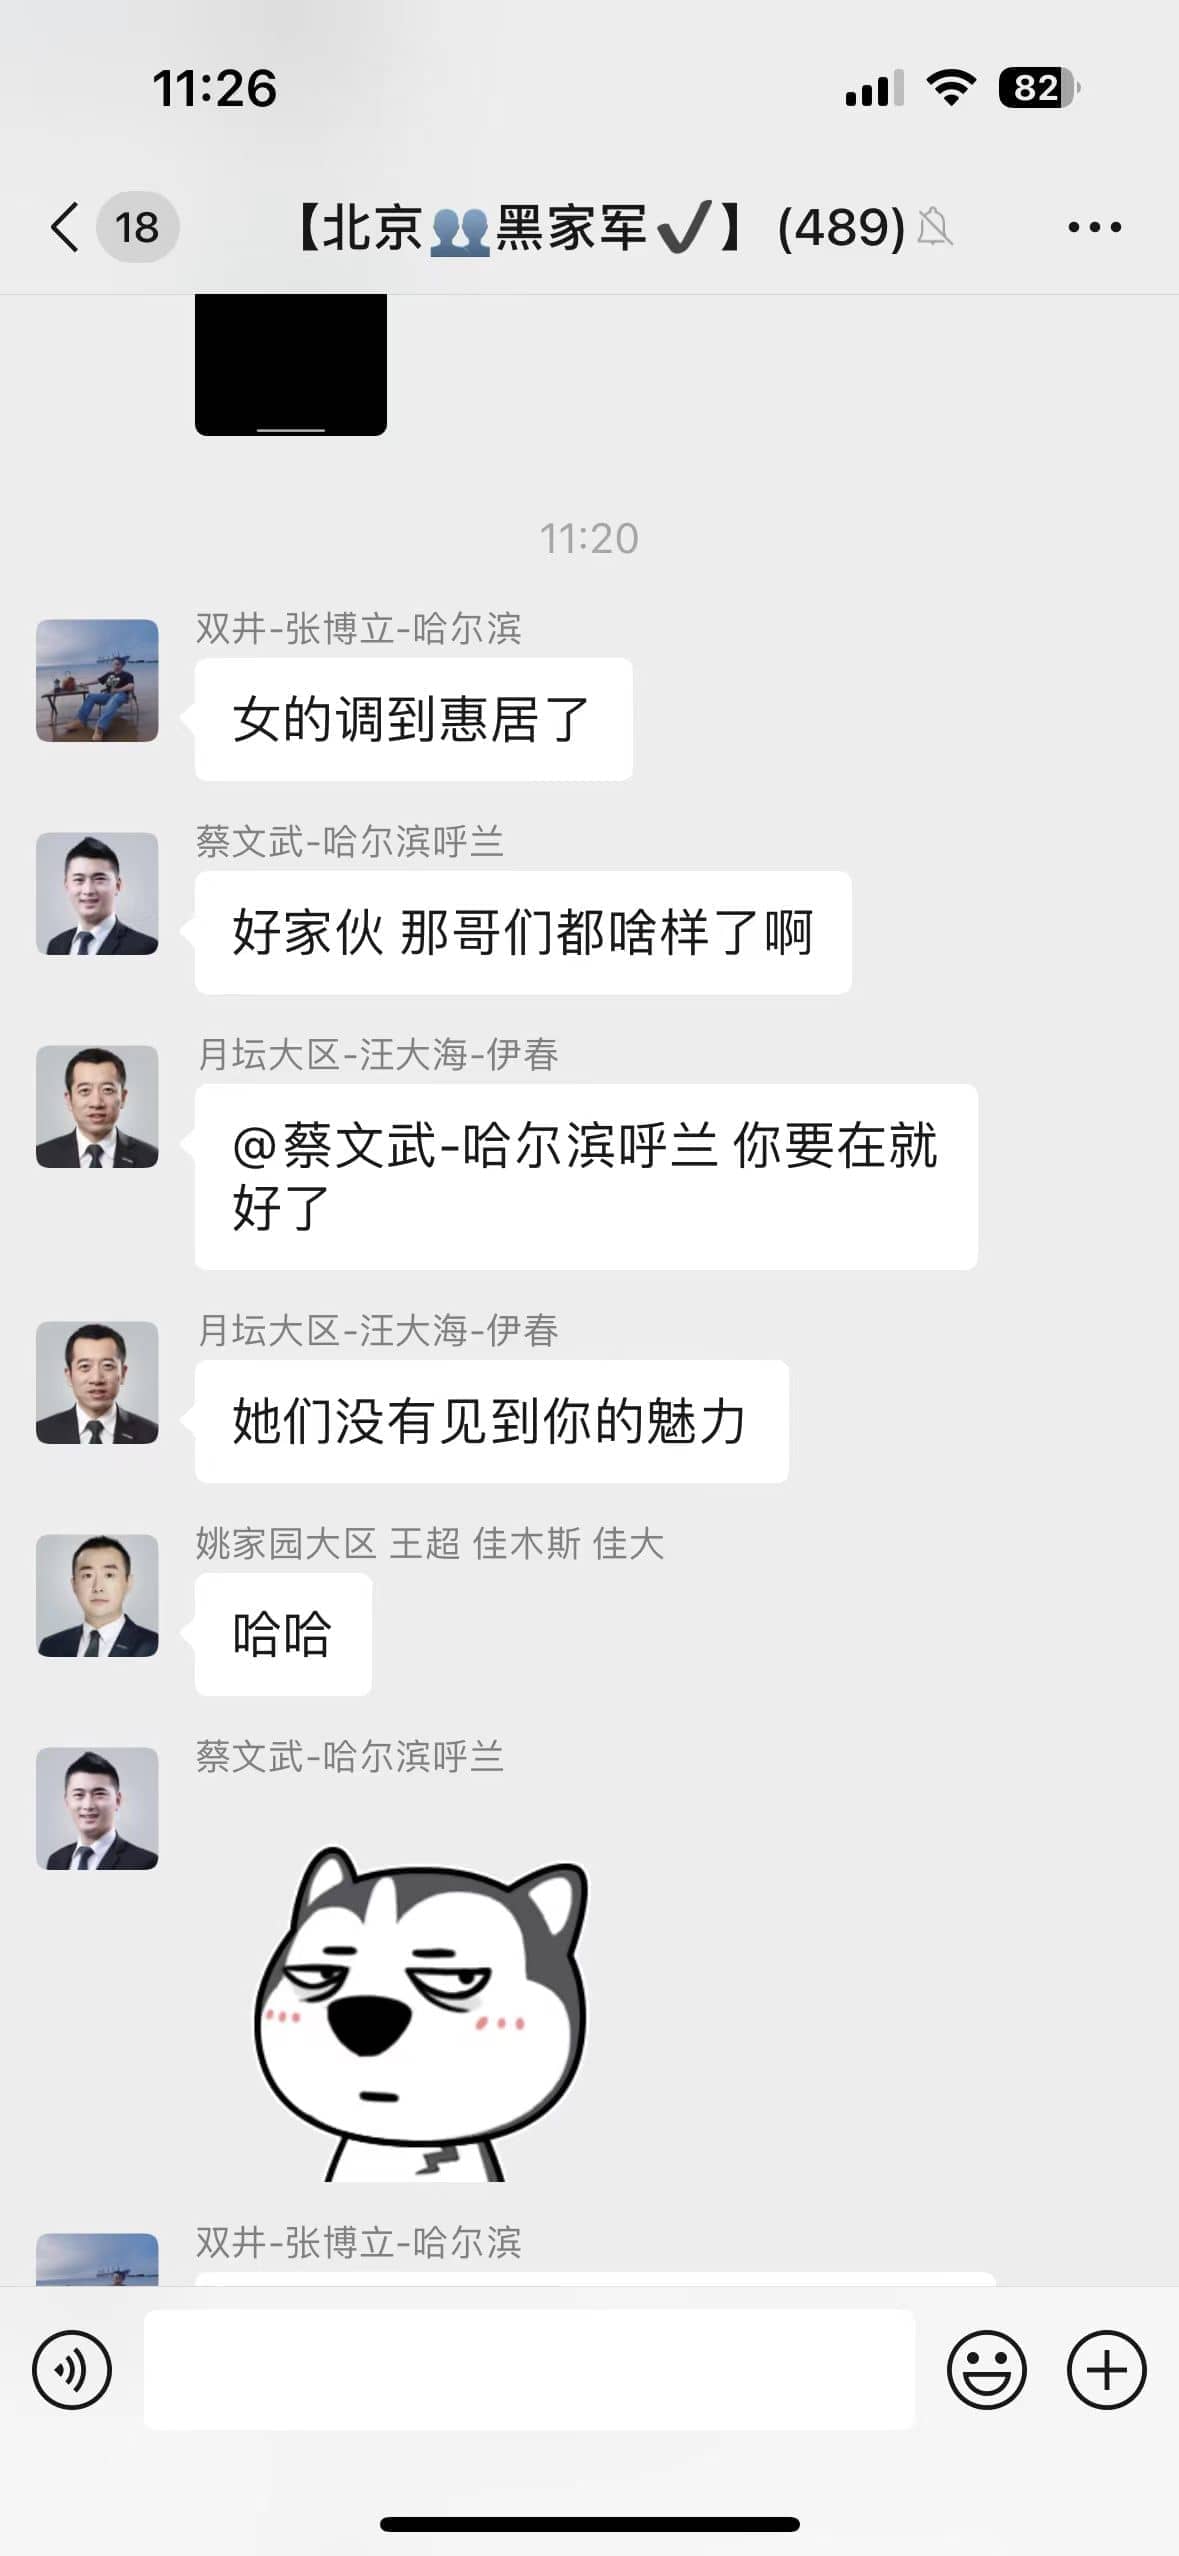 11:26
82
18
【北京👥黑家军✔】(489)
11:20
双井-张博立-哈尔滨
女的调到惠居了
蔡文武-哈尔滨呼兰
好家伙 那哥们都啥样了啊
月坛大区-汪大海-伊春
@蔡文武-哈尔滨呼兰 你要在就
好了
月坛大区-汪大海-伊春
她们没有见到你的魅力
姚家园大区 王超 佳木斯 佳大
哈哈
蔡文武-哈尔滨呼兰
双井-张博立-哈尔滨